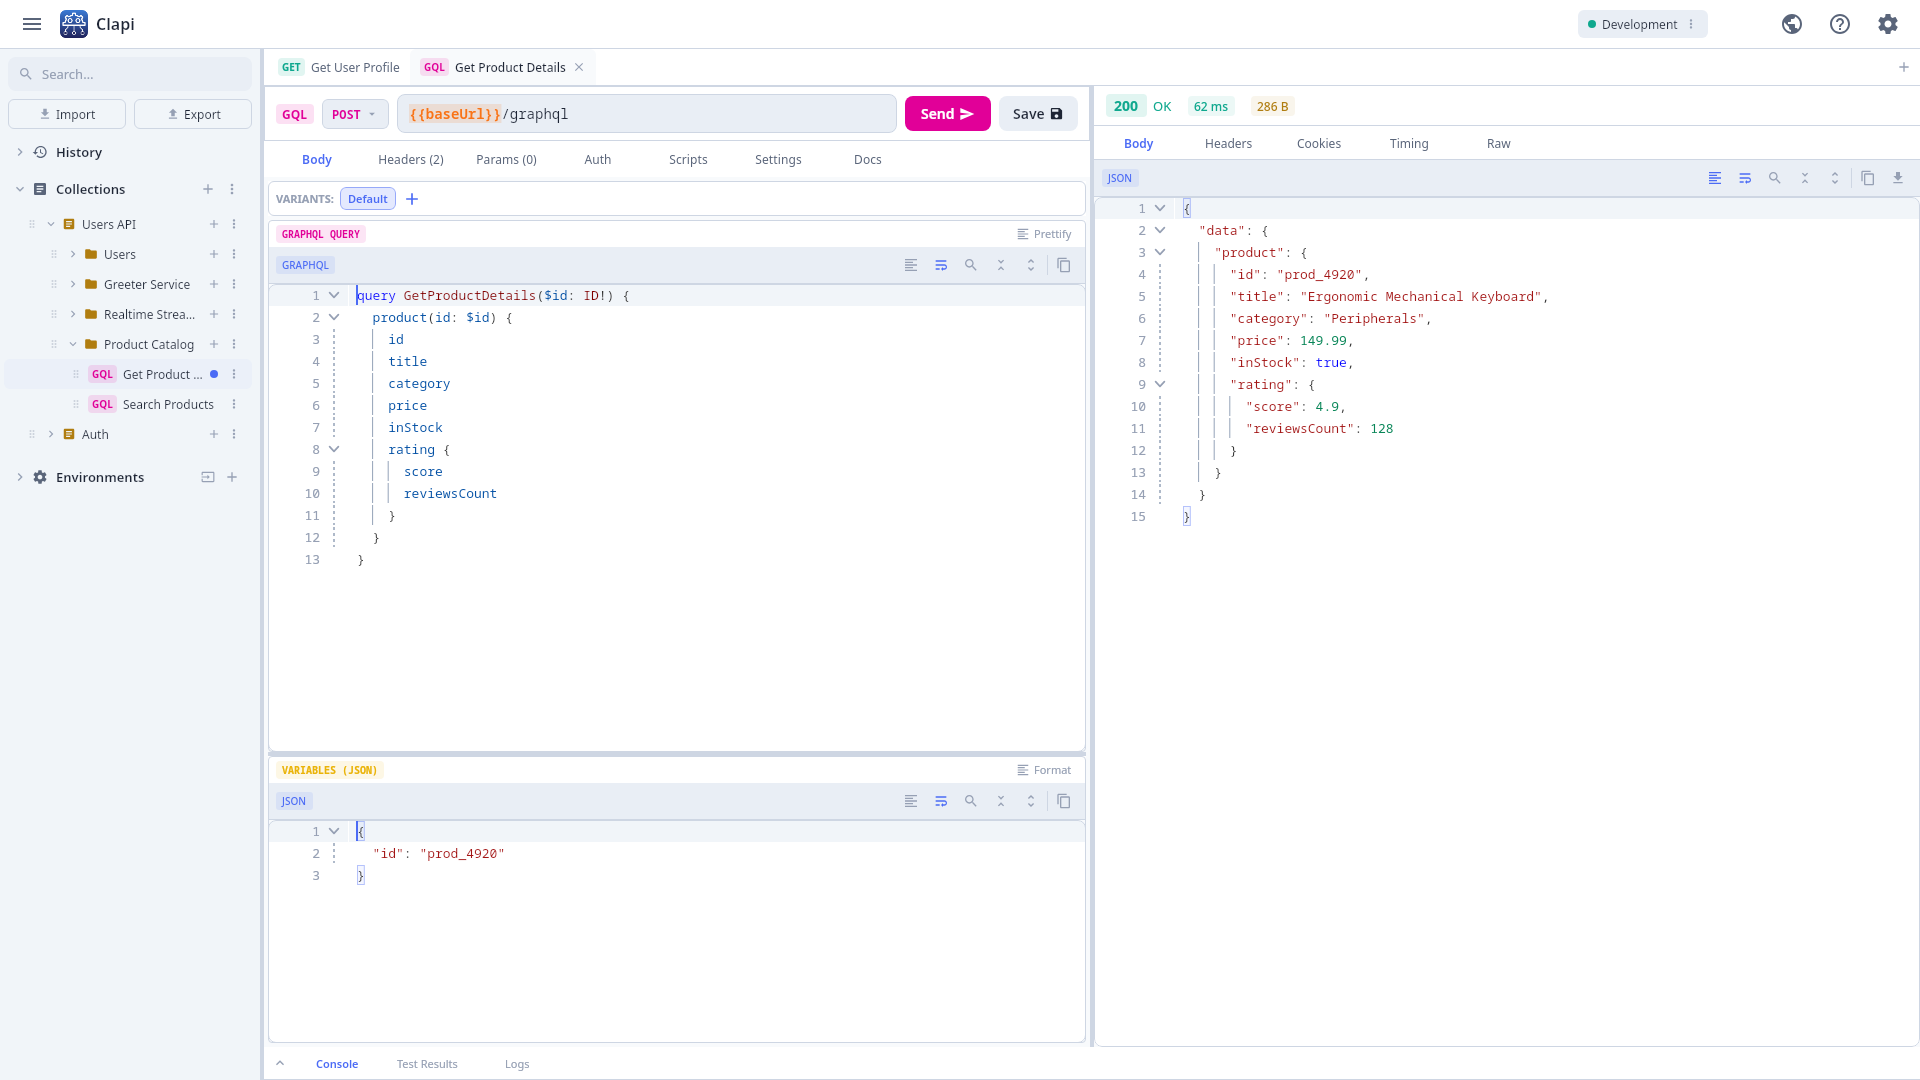 Clapi
Development
Search...
Import
Export
History
Collections
Users API
Users
Greeter Service
Realtime Strea...
Product Catalog
GQL Get Product ...
GQL Search Products
Auth
Environments
GET Get User Profile
GQL Get Product Details
GQL POST {{baseUrl}}/graphql Send Save
Body Headers (2) Params (0) Auth Scripts Settings Docs
VARIANTS: Default
GRAPHQL QUERY Prettify
GRAPHQL
1 query GetProductDetails($id: ID!) {
2 product(id: $id) {
3 id
4 title
5 category
6 price
7 inStock
8 rating {
9 score
10 reviewsCount
11 }
12 }
13 }
VARIABLES (JSON) Format
JSON
1 {
2 "id": "prod_4920"
3 }
Console Test Results Logs
200 OK 62 ms 286 B
Body Headers Cookies Timing Raw
JSON
1 {
2 "data": {
3 "product": {
4 "id": "prod_4920",
5 "title": "Ergonomic Mechanical Keyboard",
6 "category": "Peripherals",
7 "price": 149.99,
8 "inStock": true,
9 "rating": {
10 "score": 4.9,
11 "reviewsCount": 128
12 }
13 }
14 }
15 }